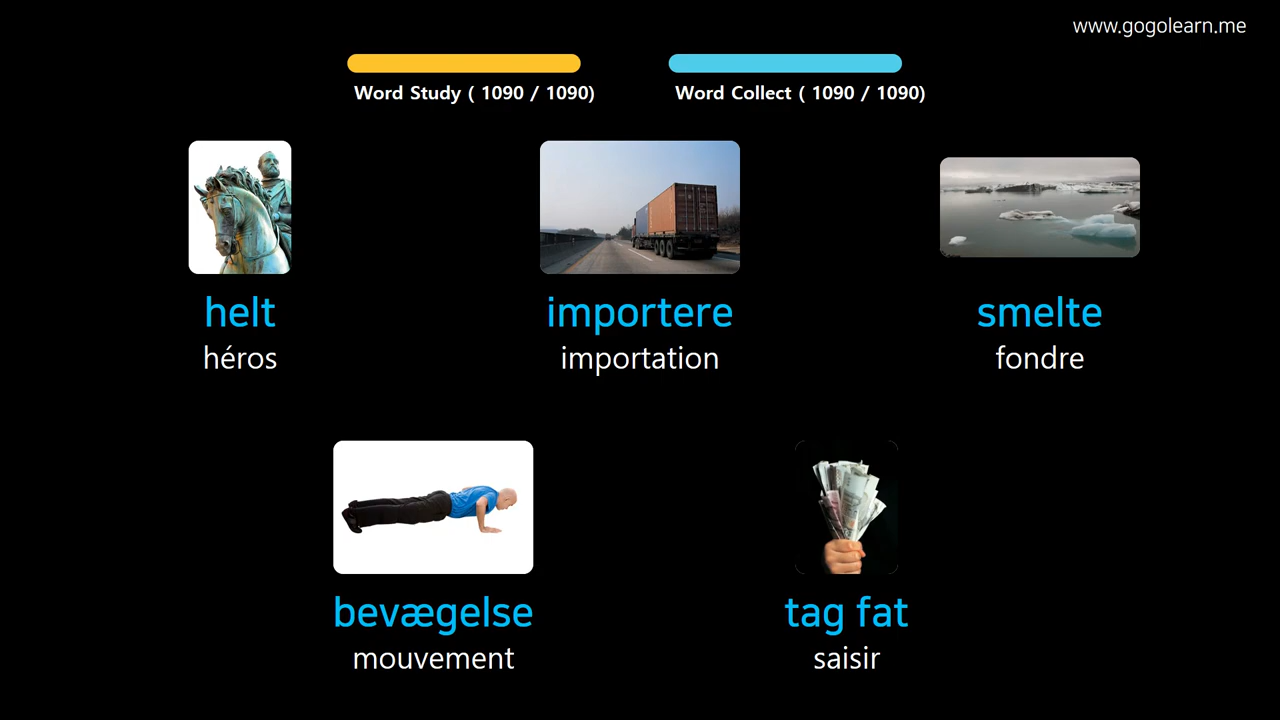 www.gogolearn.me
Word Study ( 1090 / 1090)
Word Collect ( 1090 / 1090)
helt
héros
importere
importation
smelte
fondre
bevægelse
mouvement
tag fat
saisir